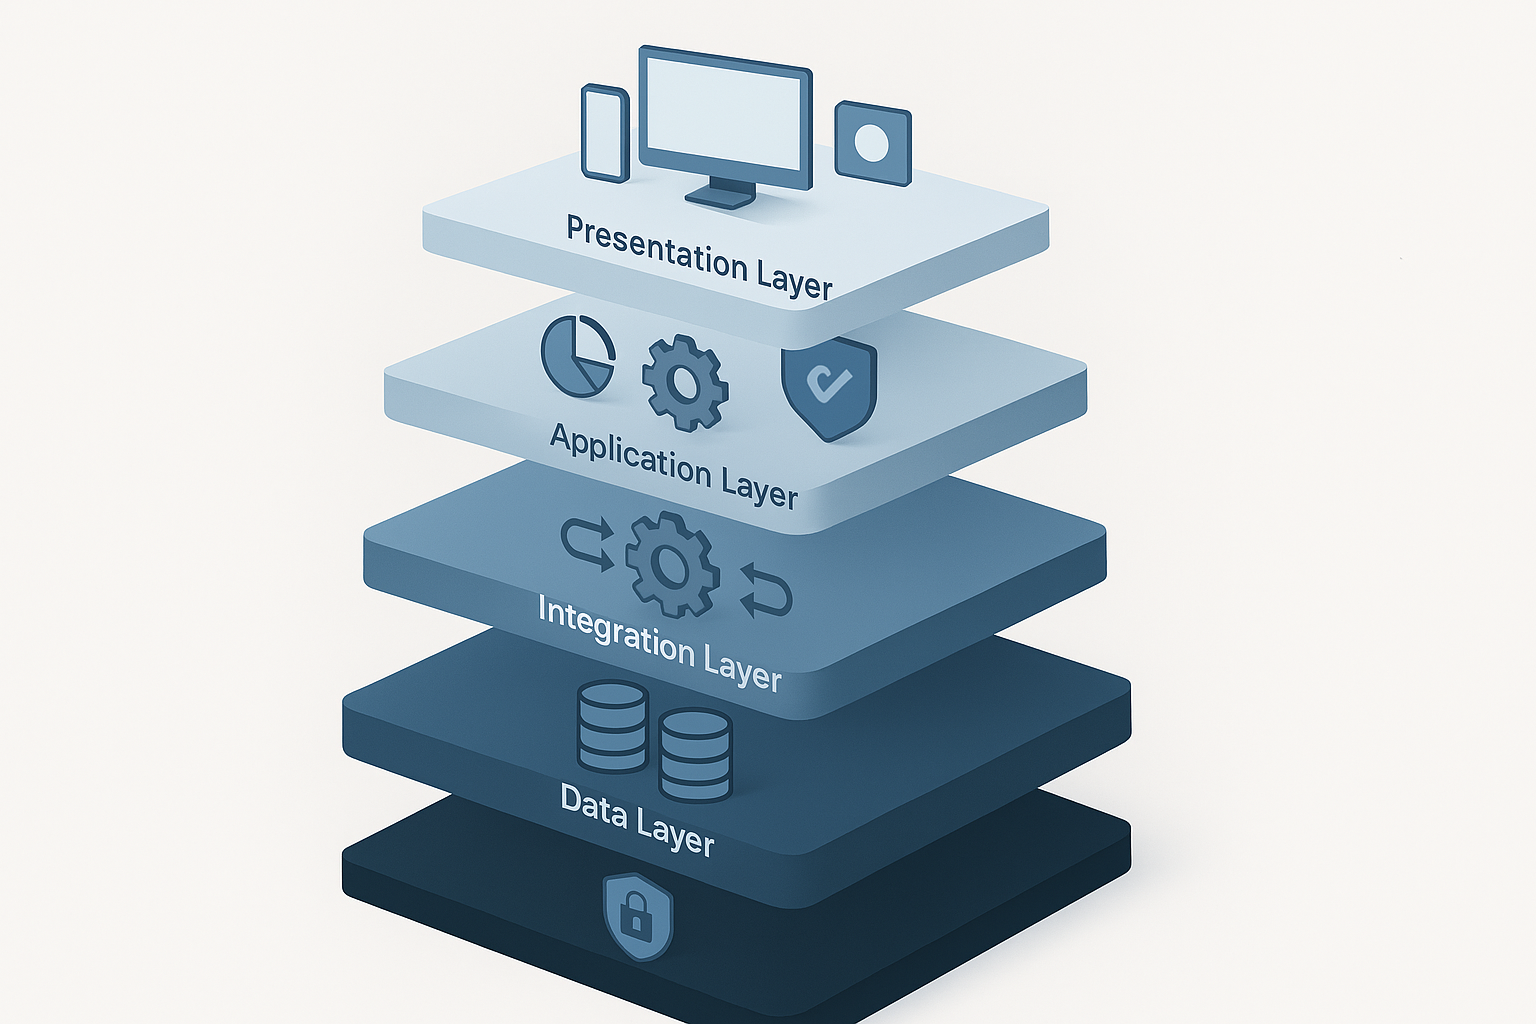 Presentation Layer
Application Layer
Integration Layer
Data Layer